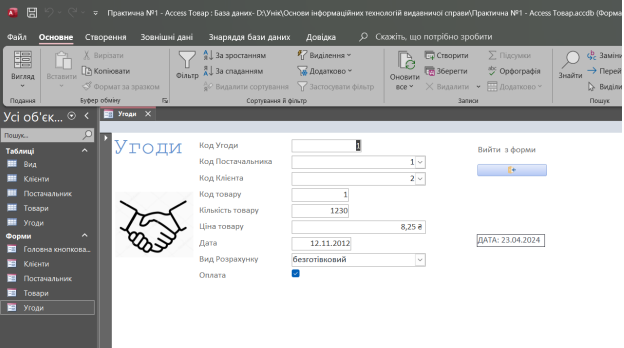 Практична №1 - Access Товар : База даних- D:\Унік\Основи інформаційних технологій видавничої справи\Практична №1 - Access Товар.accdb (Форма
Файл Основне Створення Зовнішні дані Знаряддя бази даних Довідка Скажіть, що потрібно зробити
Вигляд
Подання
Вставити
Вирізати
Копіювати
Формат за зразком
Буфер обміну
Фільтр
За зростанням
За спаданням
Видалити сортування
Виділення
Додатково
Застосувати фільтр
Сортування й фільтр
Оновити все
Створити
Зберегти
Видалити
Підсумки
Орфографія
Додатково
Записи
Знайти
Заміни
Перей
Виділи
Пошук
Усі об'єк...
Пошук...
Таблиці
Вид
Клієнти
Постачальник
Товари
Угоди
Форми
Головна кнопкова...
Клієнти
Постачальник
Товари
Угоди
Угоди
Угоди
Код Угоди 1
Код Постачальника 1
Код Клієнта 2
Код товару 1
Кількість товару 1230
Ціна товару 8,25 ₴
Дата 12.11.2012
Вид Розрахунку безготівковий
Оплата
Вийти з форми
ДАТА: 23.04.2024